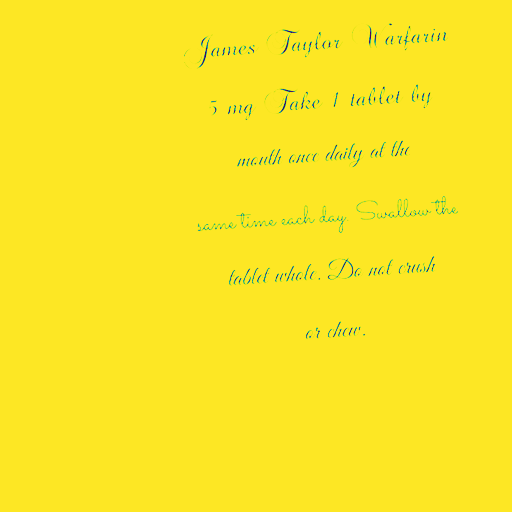 James Taylor Warfarin
5 mg Take 1 tablet by
mouth once daily at the
same time each day. Swallow the
tablet whole. Do not crush
or chew.